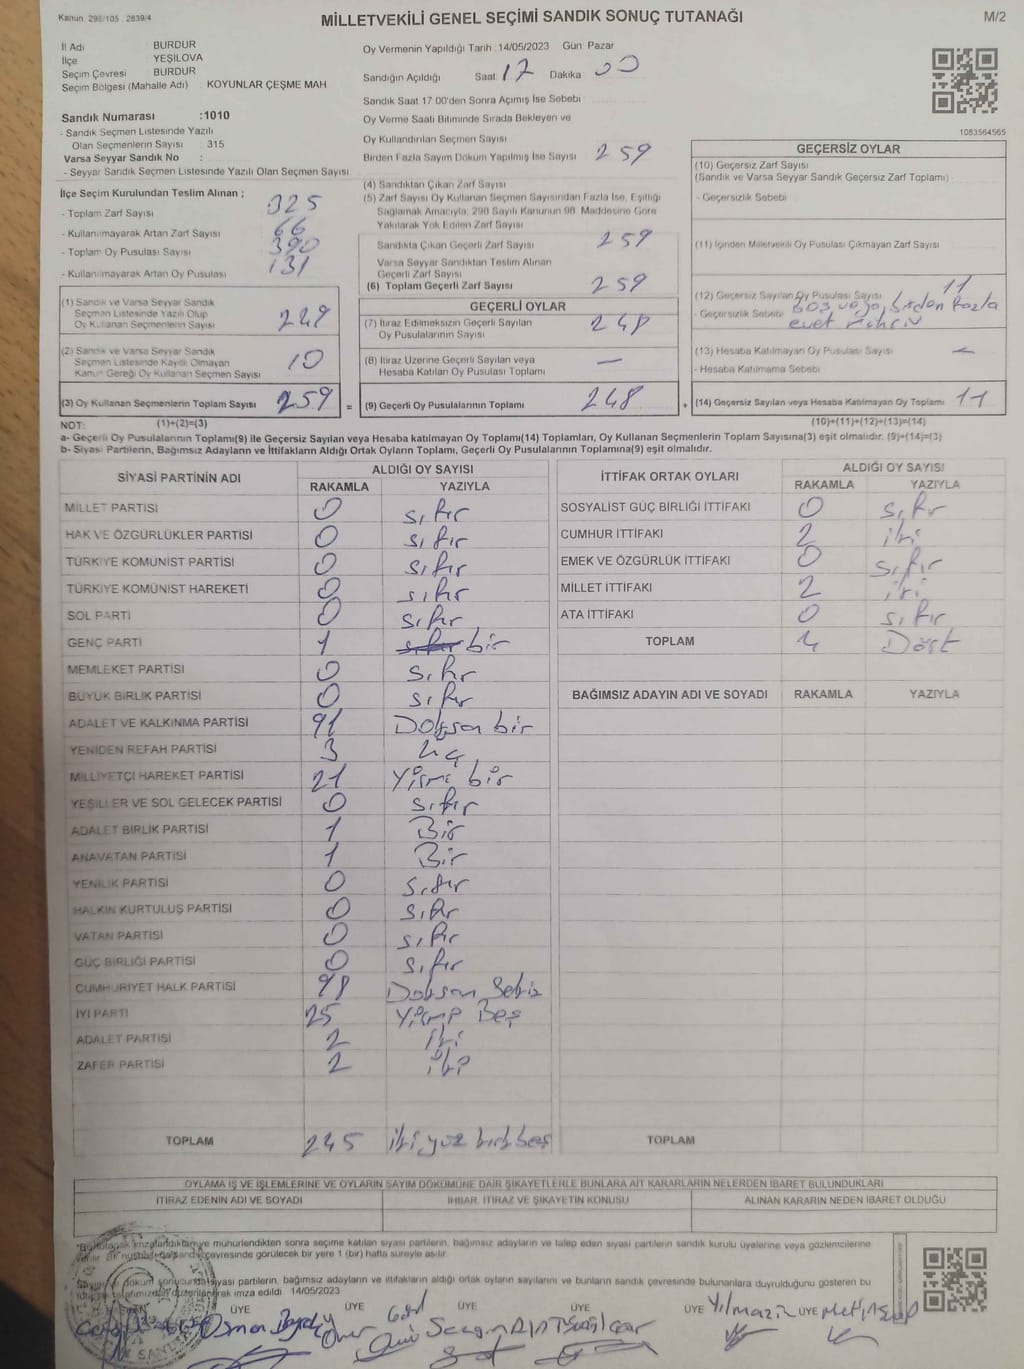 Kanun 298/105 , 2839/4
MİLLETVEKİLİ GENEL SEÇİMİ SANDIK SONUÇ TUTANAĞI
M/2
İl Adı BURDUR
İlçe YEŞİLOVA
Seçim Çevresi BURDUR
Seçim Bölgesi (Mahalle Adı) : KOYUNLAR ÇEŞME MAH
Sandık Numarası :1010
- Sandık Seçmen Listesinde Yazılı
Olan Seçmenlerin Sayısı : 315
Varsa Seyyar Sandık No :
- Seyyar Sandık Seçmen Listesinde Yazılı Olan Seçmen Sayısı
İlçe Seçim Kurulundan Teslim Alınan ;
- Toplam Zarf Sayısı 325
- Kullanılmayarak Artan Zarf Sayısı 66
- Toplam Oy Pusulası Sayısı 390
- Kullanılmayarak Artan Oy Pusulası 131
(1) Sandık ve Varsa Seyyar Sandık
Seçmen Listesinde Yazılı Olup
Oy Kullanan Seçmenlerin Sayısı 249
(2) Sandık ve Varsa Seyyar Sandık
Seçmen Listesinde Kayıtlı Olmayan
Kanun Gereği Oy Kullanan Seçmen Sayısı 10
(3) Oy Kullanan Seçmenlerin Toplam Sayısı 259
(1)+(2)=(3)
Oy Vermenin Yapıldığı Tarih :14/05/2023 Gün: Pazar
Sandığın Açıldığı Saat: 17 Dakika 00
Sandık Saat 17 00'den Sonra Açımış İse Sebebi
Oy Verme Saati Bitiminde Sırada Bekleyen ve
Oy Kullandırılan Seçmen Sayısı
Birden Fazla Sayım Döküm Yapılmış İse Sayısı 259
(4) Sandıktan Çıkan Zarf Sayısı
(5) Zarf Sayısı Oy Kullanan Seçmen Sayısından Fazla İse, Eşitliği
Sağlamak Amacıyla, 298 Sayılı Kanunun 98. Maddesine Göre
Yakılarak Yok Edilen Zarf Sayısı
Sandıkta Çıkan Geçerli Zarf Sayısı 259
Varsa Seyyar Sandıktan Teslim Alınan
Geçerli Zarf Sayısı
(6) Toplam Geçerli Zarf Sayısı 259
GEÇERLİ OYLAR
(7) İtiraz Edilmeksizin Geçerli Sayılan
Oy Pusulalarının Sayısı 248
(8) İtiraz Üzerine Geçerli Sayılan veya
Hesaba Katılan Oy Pusulası Toplamı —
= (9) Geçerli Oy Pusulalarının Toplamı 248 +
1083564565
GEÇERSİZ OYLAR
(10) Geçersiz Zarf Sayısı
(Sandık ve Varsa Seyyar Sandık Geçersiz Zarf Toplamı) :
- Geçersizlik Sebebi
(11) İçinden Milletvekili Oy Pusulası Çıkmayan Zarf Sayısı
(12) Geçersiz Sayılan Oy Pusulası Sayısı 11
- Geçersizlik Sebebi boş veya birden fazla
evet
(13) Hesaba Katılmayan Oy Pusulası Sayısı —
- Hesaba Katılmama Sebebi
(14) Geçersiz Sayılan veya Hesaba Katılmayan Oy Toplamı 11
(10)+(11)+(12)+(13)=(14)
NOT:
a- Geçerli Oy Pusulalarının Toplamı(9) ile Geçersiz Sayılan veya Hesaba katılmayan Oy Toplamı(14) Toplamları, Oy Kullanan Seçmenlerin Toplam Sayısına(3) eşit olmalıdır. (9)+(14)=(3)
b- Siyasi Partilerin, Bağımsız Adayların ve İttifakların Aldığı Ortak Oyların Toplamı, Geçerli Oy Pusulalarının Toplamına(9) eşit olmalıdır.
SİYASİ PARTİNİN ADI ALDIĞI OY SAYISI
RAKAMLA YAZIYLA
MİLLET PARTİSİ 0 sıfır
HAK VE ÖZGÜRLÜKLER PARTİSİ 0 sıfır
TÜRKİYE KOMÜNİST PARTİSİ 0 sıfır
TÜRKİYE KOMÜNİST HAREKETİ 0 sıfır
SOL PARTİ 0 sıfır
GENÇ PARTİ 1 sıfır bir
MEMLEKET PARTİSİ 0 sıfır
BÜYÜK BİRLİK PARTİSİ 0 sıfır
ADALET VE KALKINMA PARTİSİ 91 Doksan bir
YENİDEN REFAH PARTİSİ 3 üç
MİLLİYETÇİ HAREKET PARTİSİ 21 Yirmi bir
YEŞİLLER VE SOL GELECEK PARTİSİ 0 sıfır
ADALET BİRLİK PARTİSİ 1 Bir
ANAVATAN PARTİSİ 1 Bir
YENİLİK PARTİSİ 0 sıfır
HALKIN KURTULUŞ PARTİSİ 0 sıfır
VATAN PARTİSİ 0 sıfır
GÜÇ BİRLİĞİ PARTİSİ 0 sıfır
CUMHURİYET HALK PARTİSİ 98 Doksan Sekiz
İYİ PARTİ 25 Yirmi Beş
ADALET PARTİSİ 2 iki
ZAFER PARTİSİ 2 iki
TOPLAM 245 ikiyüz kırkbeş
İTTİFAK ORTAK OYLARI ALDIĞI OY SAYISI
RAKAMLA YAZIYLA
SOSYALİST GÜÇ BİRLİĞİ İTTİFAKI 0 sıfır
CUMHUR İTTİFAKI 2 iki
EMEK VE ÖZGÜRLÜK İTTİFAKI 0 sıfır
MİLLET İTTİFAKI 2 iki
ATA İTTİFAKI 0 sıfır
TOPLAM 4 Dört
BAĞIMSIZ ADAYIN ADI VE SOYADI RAKAMLA YAZIYLA
TOPLAM
OYLAMA İŞ VE İŞLEMLERİNE VE OYLARIN SAYIM DÖKÜMÜNE DAİR ŞİKAYETLERLE BUNLARA AİT KARARLARIN NELERDEN İBARET BULUNDUKLARI
İTİRAZ EDENİN ADI VE SOYADI İHBAR, İTİRAZ VE ŞİKAYETİN KONUSU ALINAN KARARIN NEDEN İBARET OLDUĞU
imzalandıktan ve mühürlendikten sonra seçime katılan siyasi partilerin, bağımsız adayların ve talep eden siyasi partilerin sandık kurulu üyelerine veya gözlemcilerine
çevresinde görülecek bir yere 1 (bir) hafta süreyle asılır.
döküm sonucunda siyasi partilerin, bağımsız adayların ve ittifakların aldığı ortak oyların sayılarını ve bunların sandık çevresinde bulunanlara duyrulduğunu gösteren bu
imza edildi 14/05/2023
ÜYE ÜYE ÜYE ÜYE ÜYE ÜYE
Osman Sezgin Yılmaz